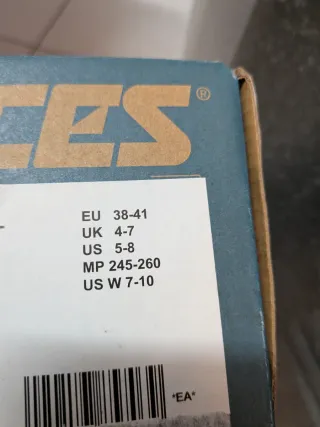 CES®
EU 38-41
UK 4-7
US 5-8
MP 245-260
US W 7-10
"EA"